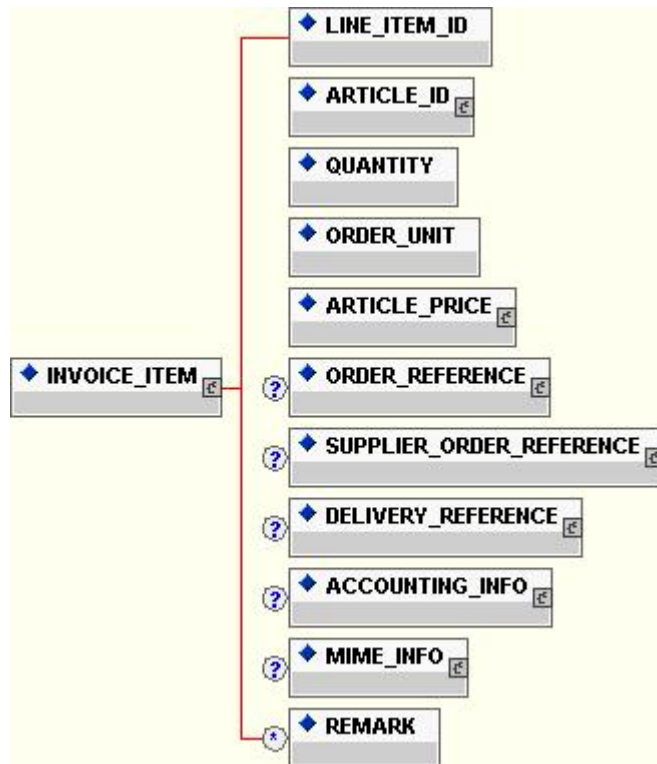 LINE_ITEM_ID
ARTICLE_ID
QUANTITY
ORDER_UNIT
ARTICLE_PRICE
INVOICE_ITEM
? ORDER_REFERENCE
? SUPPLIER_ORDER_REFERENCE
? DELIVERY_REFERENCE
? ACCOUNTING_INFO
? MIME_INFO
* REMARK